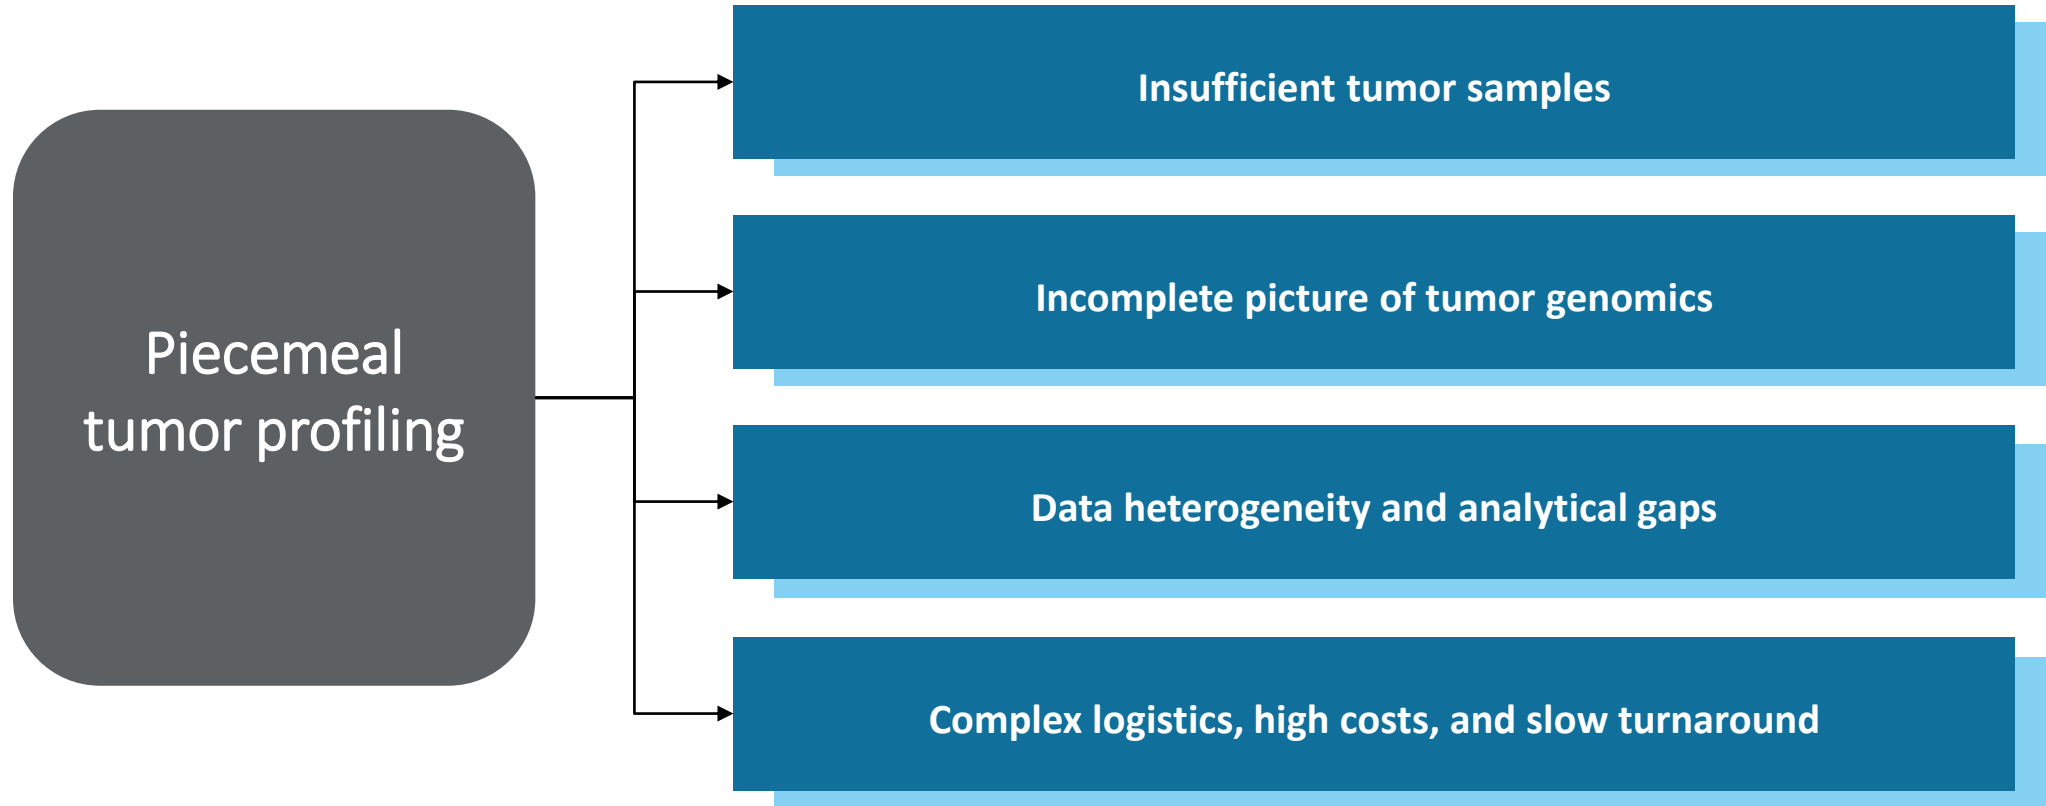 Piecemeal
tumor profiling
Insufficient tumor samples
Incomplete picture of tumor genomics
Data heterogeneity and analytical gaps
Complex logistics, high costs, and slow turnaround